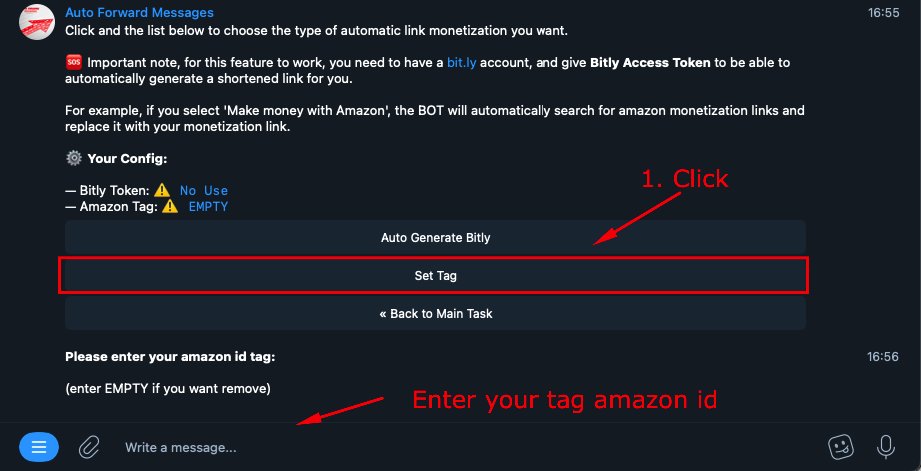 Auto Forward Messages 16:55
Click and the list below to choose the type of automatic link monetization you want.
🆘 Important note, for this feature to work, you need to have a bit.ly account, and give Bitly Access Token to be able to
automatically generate a shortened link for you.
For example, if you select 'Make money with Amazon', the BOT will automatically search for amazon monetization links and
replace it with your monetization link.
⚙️ Your Config:
— Bitly Token: ⚠️ No Use
1. Click
— Amazon Tag: ⚠️ EMPTY
Auto Generate Bitly
Set Tag
« Back to Main Task
Please enter your amazon id tag: 16:56
(enter EMPTY if you want remove)
Enter your tag amazon id
Write a message...